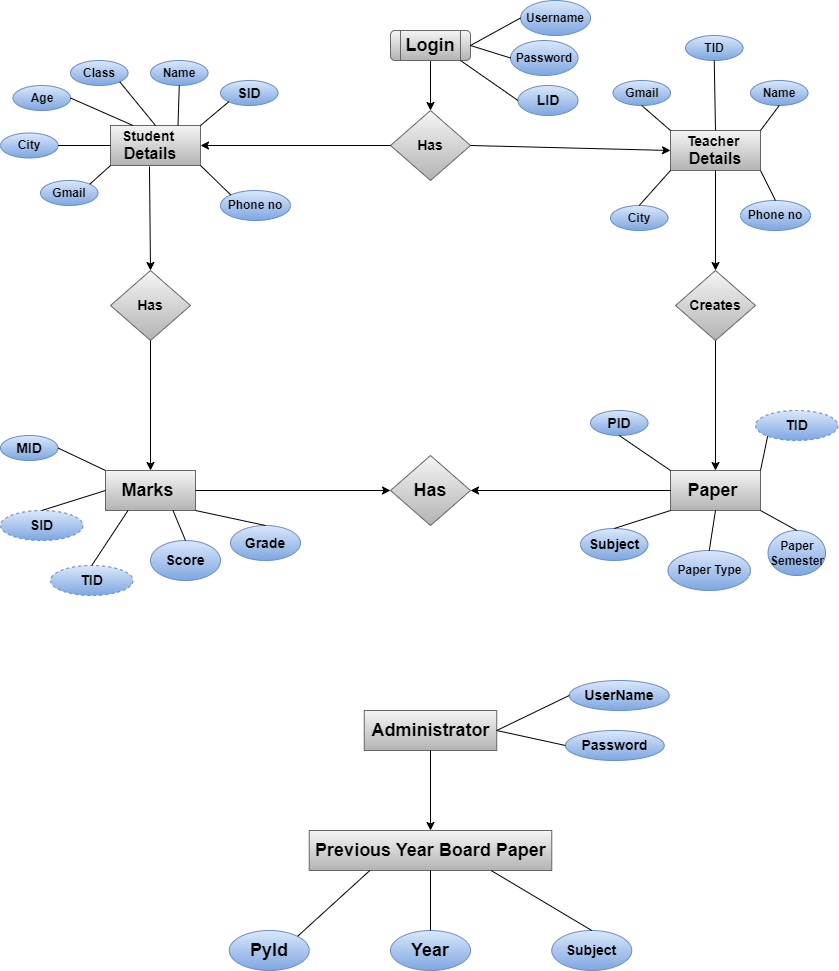 Username
Login
Password
LID
TID
Class
Name
SID
Age
Gmail
Name
Student
Details
Has
Teacher
Details
City
Gmail
Phone no
City
Phone no
Has
Creates
PID
TID
MID
Marks
Has
Paper
SID
Grade
Subject
Paper
Semester
Score
TID
Paper Type
UserName
Administrator
Password
Previous Year Board Paper
PyId
Year
Subject